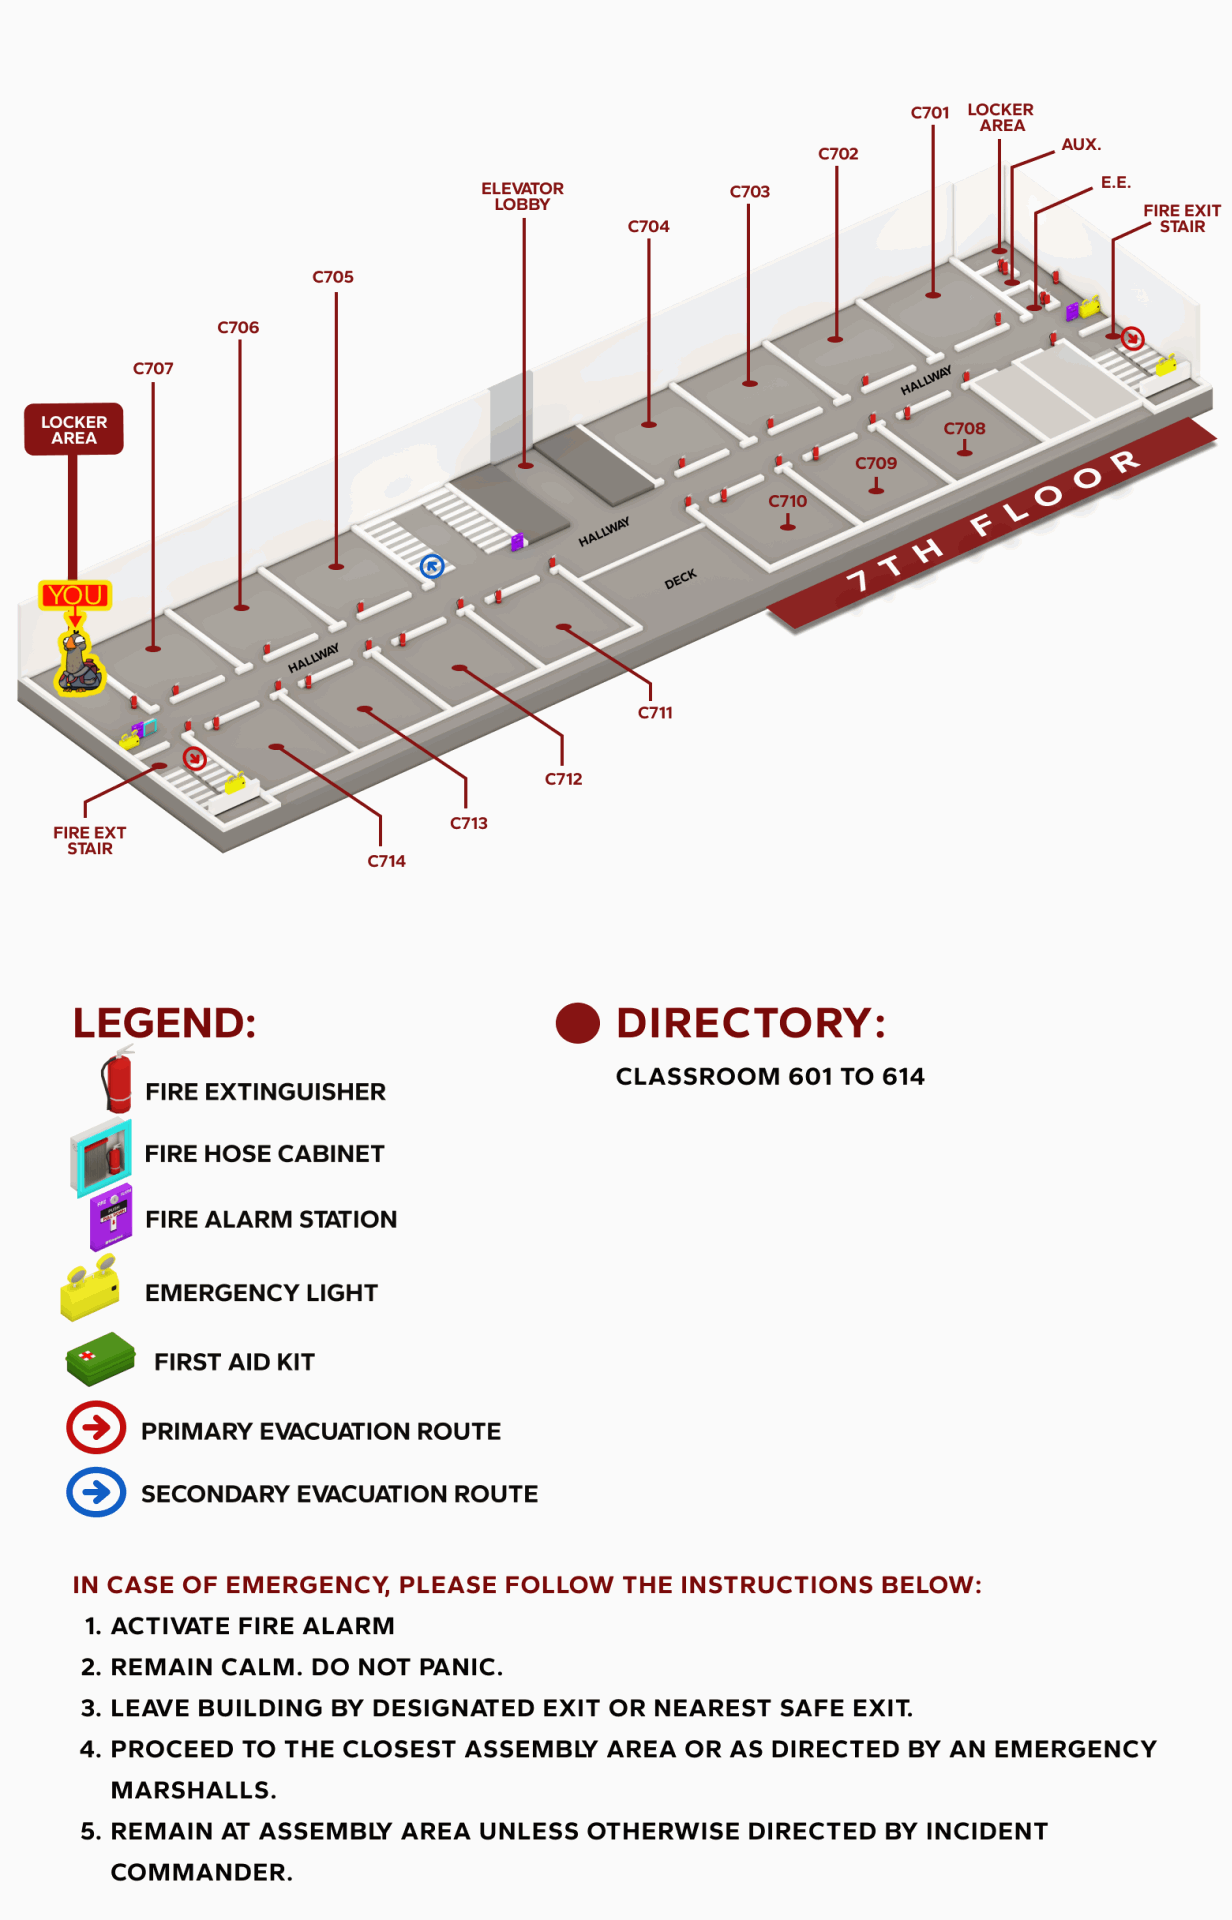 C701
LOCKER
AREA
AUX.
C702
E.E.
C703
ELEVATOR
LOBBY
FIRE EXIT
STAIR
C704
C705
C706
C707
LOCKER
AREA
HALLWAY
C708
C709
C710
HALLWAY
DECK
7TH FLOOR
YOU
HALLWAY
C711
C712
C713
FIRE EXT
STAIR
C714
LEGEND:
FIRE EXTINGUISHER
FIRE HOSE CABINET
FIRE ALARM STATION
EMERGENCY LIGHT
FIRST AID KIT
PRIMARY EVACUATION ROUTE
SECONDARY EVACUATION ROUTE
DIRECTORY:
CLASSROOM 601 TO 614
IN CASE OF EMERGENCY, PLEASE FOLLOW THE INSTRUCTIONS BELOW:
1. ACTIVATE FIRE ALARM
2. REMAIN CALM. DO NOT PANIC.
3. LEAVE BUILDING BY DESIGNATED EXIT OR NEAREST SAFE EXIT.
4. PROCEED TO THE CLOSEST ASSEMBLY AREA OR AS DIRECTED BY AN EMERGENCY
MARSHALLS.
5. REMAIN AT ASSEMBLY AREA UNLESS OTHERWISE DIRECTED BY INCIDENT
COMMANDER.